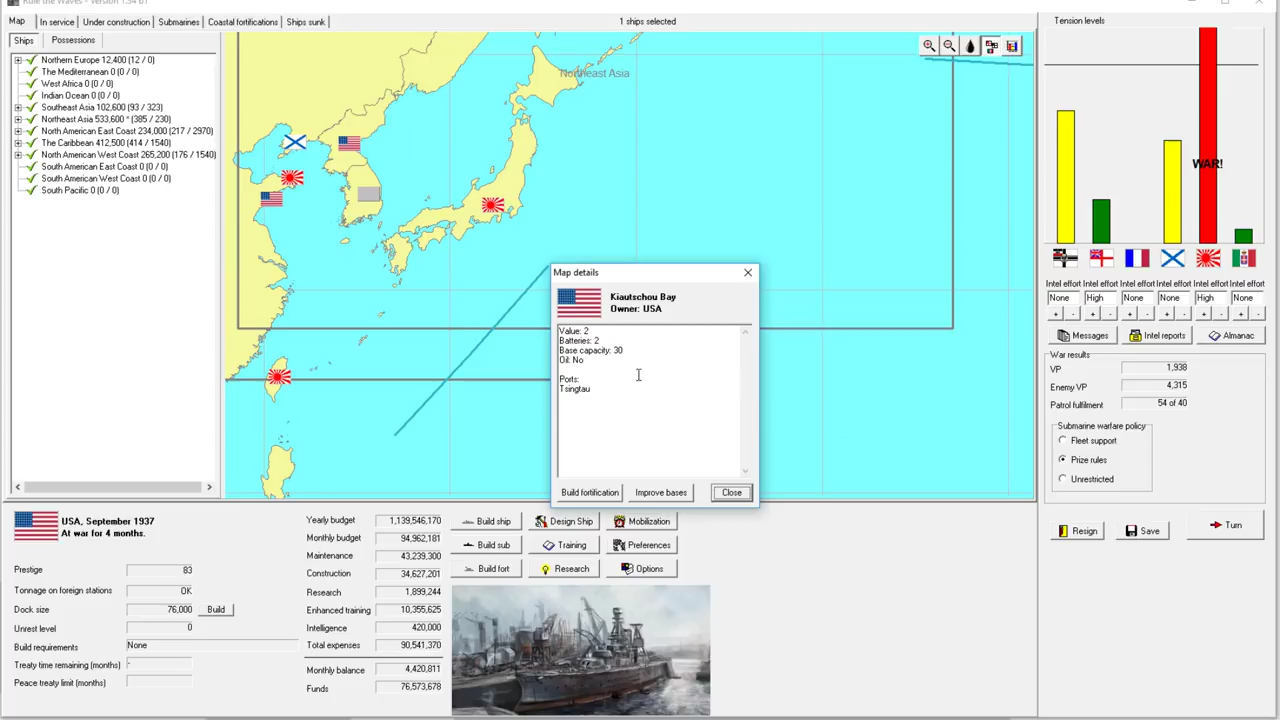 Rule the Waves - Version 1.34 b1
Map
In service
Under construction
Submarines
Coastal fortifications
Ships sunk
1 ships selected
Ships
Possessions
Northern Europe 12,400 (12 / 0)
The Mediterranean 0 (0 / 0)
West Africa 0 (0 / 0)
Indian Ocean 0 (0 / 0)
Southeast Asia 102,600 (93 / 323)
Northeast Asia 533,600 * (385 / 230)
North American East Coast 234,000 (217 / 2970)
The Caribbean 412,500 (414 / 1540)
North American West Coast 265,200 (176 / 1540)
South American East Coast 0 (0 / 0)
South American West Coast 0 (0 / 0)
South Pacific 0 (0 / 0)
Northeast Asia
Map details
Kiautschou Bay
Owner: USA
Value: 2
Batteries: 2
Base capacity: 30
Oil: No
Ports:
Tsingtau
Build fortification
Improve bases
Close
Tension levels
WAR!
Intel effort Intel effort Intel effort Intel effort Intel effort Intel effort
None High None None High None
+ - + - + - + - + - + -
Messages
Intel reports
Almanac
War results
VP 1,938
Enemy VP 4,315
Patrol fulfilment 54 of 40
Submarine warfare policy
Fleet support
Prize rules
Unrestricted
Resign
Save
Turn
USA, September 1937
At war for 4 months.
Prestige 83
Tonnage on foreign stations OK
Dock size 76,000 Build
Unrest level 0
Build requirements None
Treaty time remaining (months) -
Peace treaty limit (months)
Yearly budget 1,139,546,170
Monthly budget 94,962,181
Maintenance 43,239,300
Construction 34,627,201
Research 1,899,244
Enhanced training 10,355,625
Intelligence 420,000
Total expenses 90,541,370
Monthly balance 4,420,811
Funds 76,573,678
Build ship
Design Ship
Mobilization
Build sub
Training
Preferences
Build fort
Research
Options